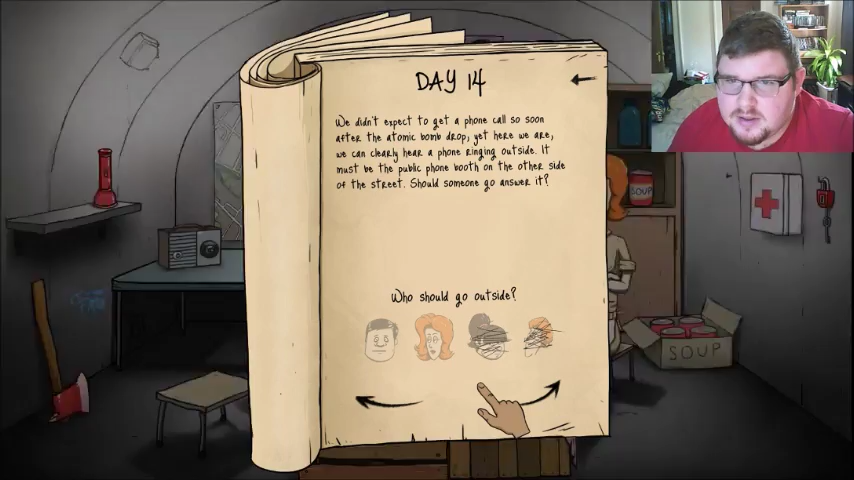 DAY 14
We didn't expect to get a phone call so soon
after the atomic bomb drop, yet here we are,
we can clearly hear a phone ringing outside. It
must be the public phone booth on the other side
of the street. Should someone go answer it?
SOUP
Who should go outside?
SOUP